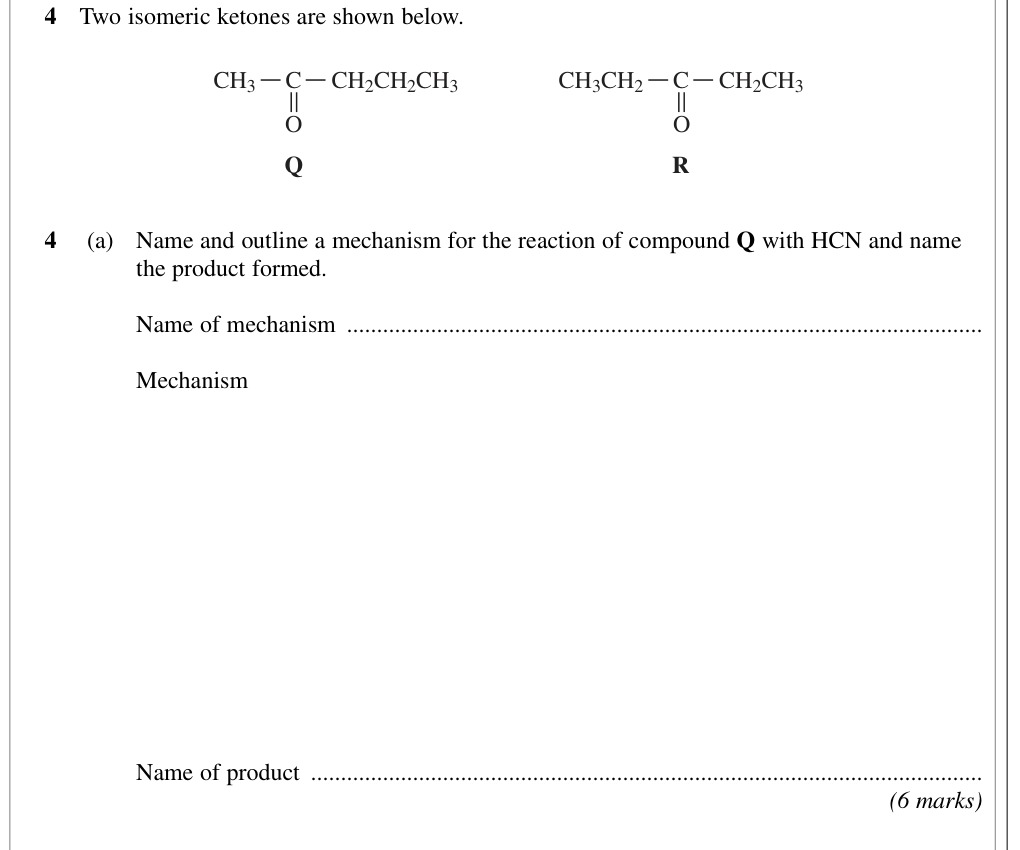 4 Two isomeric ketones are shown below.
CH₃—C—CH₂CH₂CH₃ CH₃CH₂—C—CH₂CH₃
|| ||
O O
Q R
4 (a) Name and outline a mechanism for the reaction of compound Q with HCN and name
the product formed.
Name of mechanism ..........................................................................................................
Mechanism
Name of product ................................................................................................................
(6 marks)